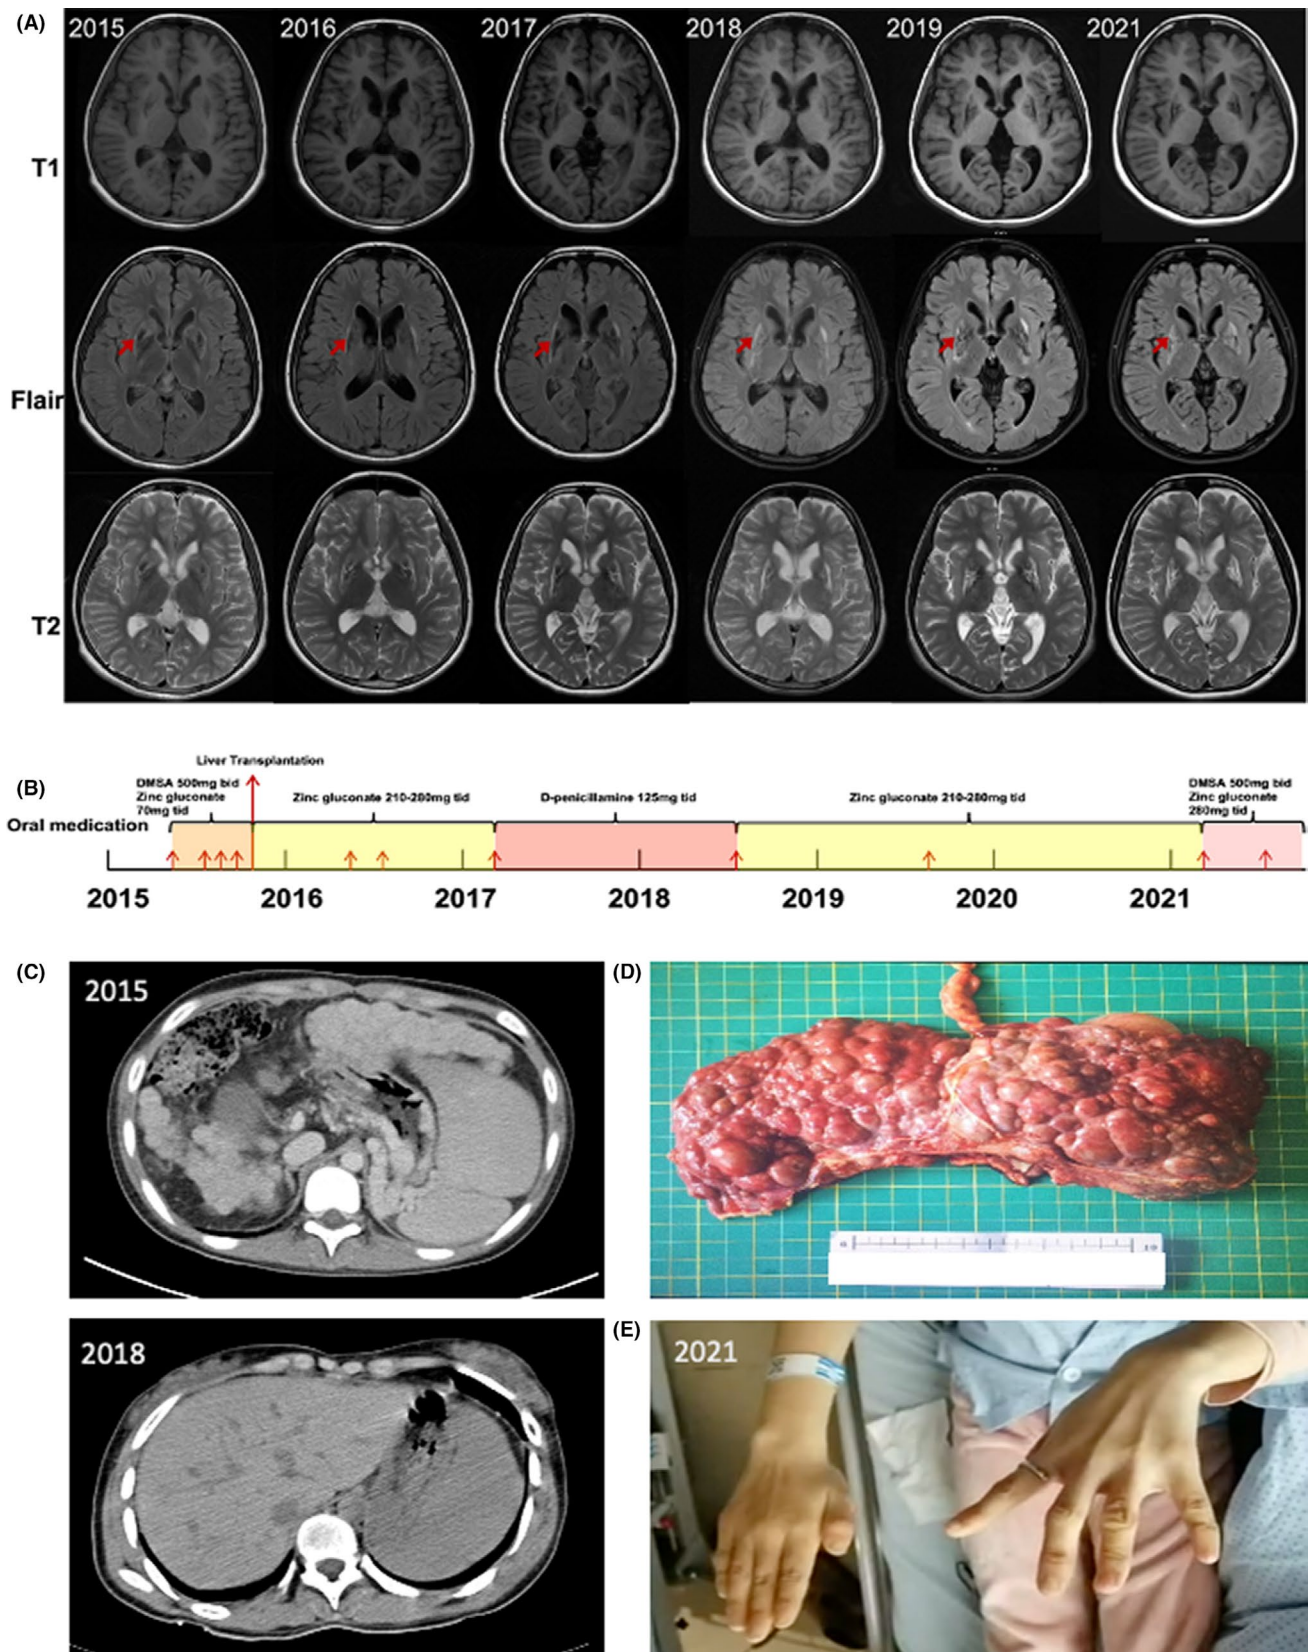 (A)
2015 2016 2017 2018 2019 2021
T1
Flair
T2
(B)
Liver Transplantation
DMSA 500mg bid
Zinc gluconate
70mg tid
Zinc gluconate 210-280mg tid
D-penicillamine 125mg tid
Zinc gluconate 210-280mg tid
DMSA 500mg bid
Zinc gluconate
280mg tid
Oral medication
2015 2016 2017 2018 2019 2020 2021
(C)
2015
(D)
2018
(E)
2021